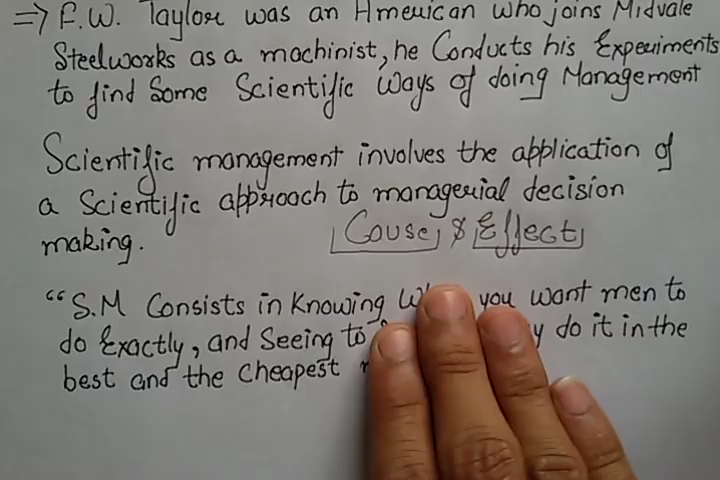 => F.W. Taylor was an American who joins Midvale
Steelworks as a machinist, he Conducts his Experiments
to find Some Scientific Ways of doing Management
Scientific management involves the application of
a Scientific approach to managerial decision
making. Cause & Effect
“S.M Consists in Knowing you want men to
do Exactly, and Seeing to do it in the
best and the cheapest